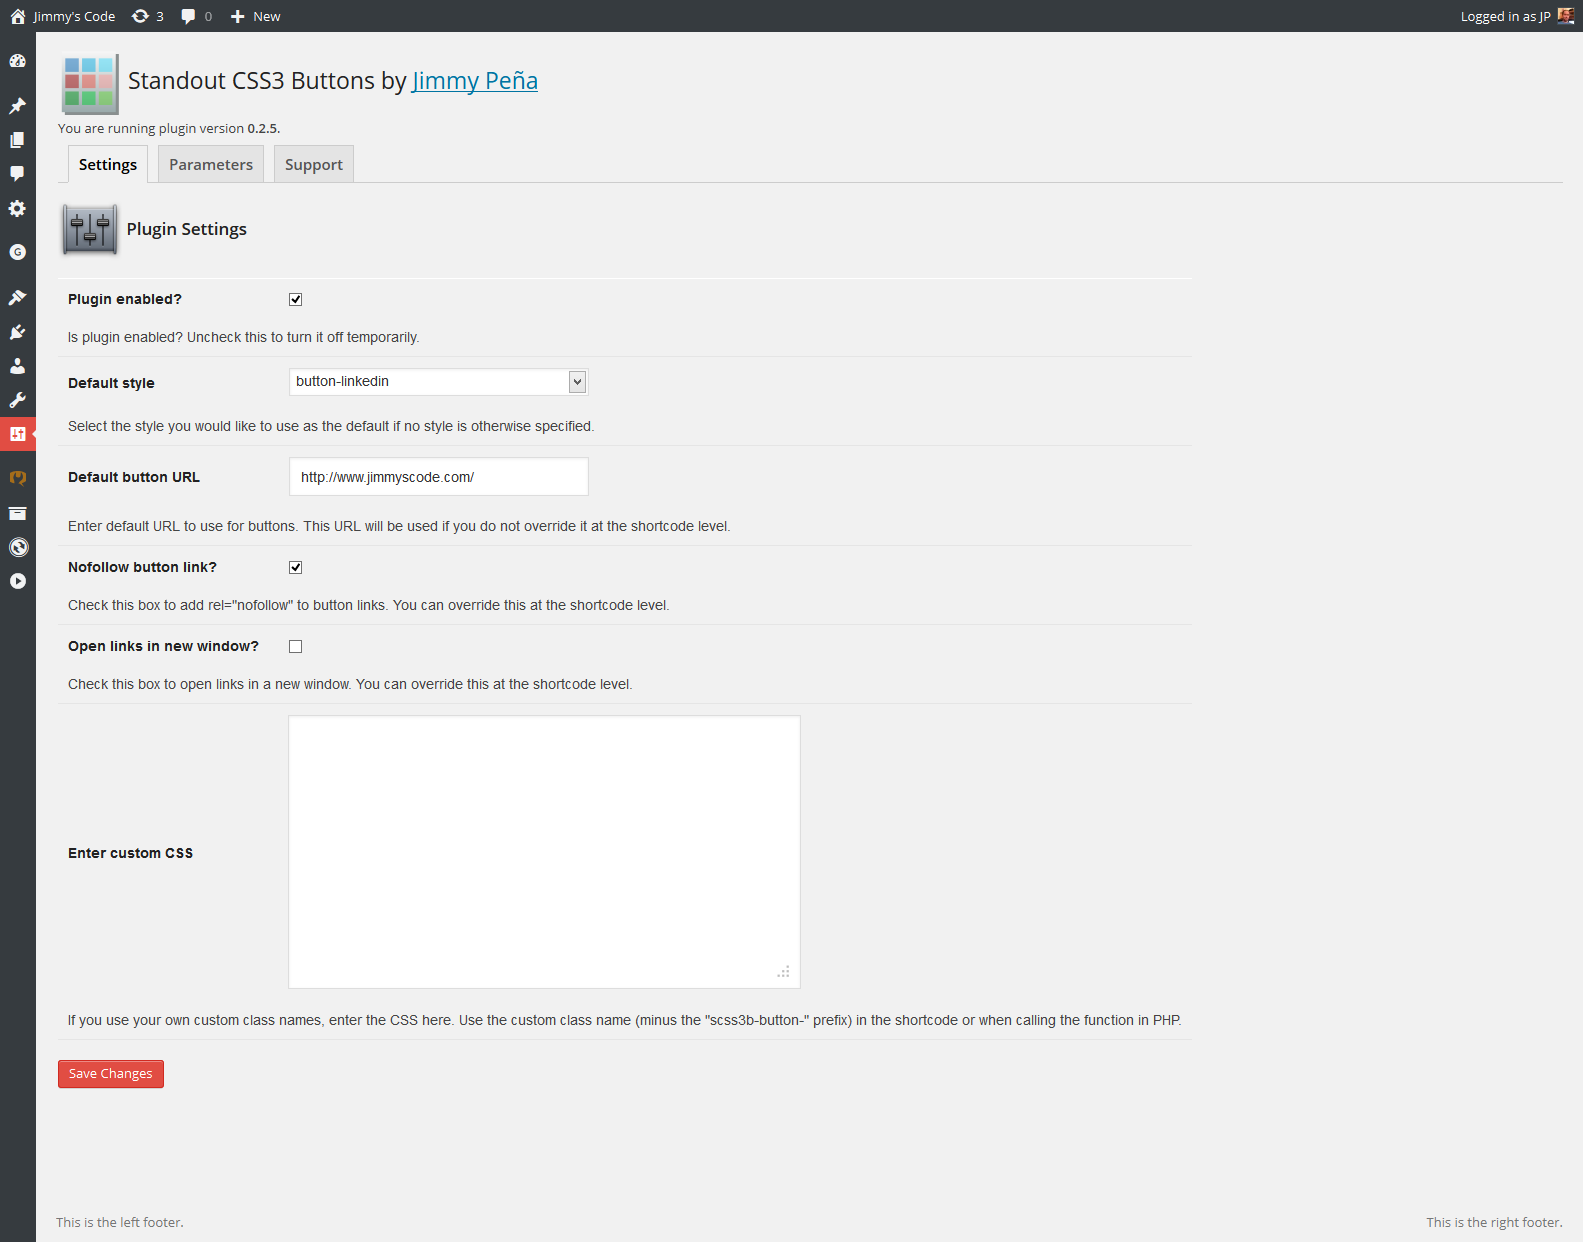 Jimmy's Code 3 0 New Logged in as JP
Standout CSS3 Buttons by Jimmy Peña
You are running plugin version 0.2.5.
Settings Parameters Support
G
Plugin Settings
Plugin enabled?
Is plugin enabled? Uncheck this to turn it off temporarily.
Default style button-linkedin
Select the style you would like to use as the default if no style is otherwise specified.
Default button URL http://www.jimmyscode.com/
Enter default URL to use for buttons. This URL will be used if you do not override it at the shortcode level.
Nofollow button link?
Check this box to add rel="nofollow" to button links. You can override this at the shortcode level.
Open links in new window?
Check this box to open links in a new window. You can override this at the shortcode level.
Enter custom CSS
If you use your own custom class names, enter the CSS here. Use the custom class name (minus the "scss3b-button-" prefix) in the shortcode or when calling the function in PHP.
Save Changes
This is the left footer. This is the right footer.